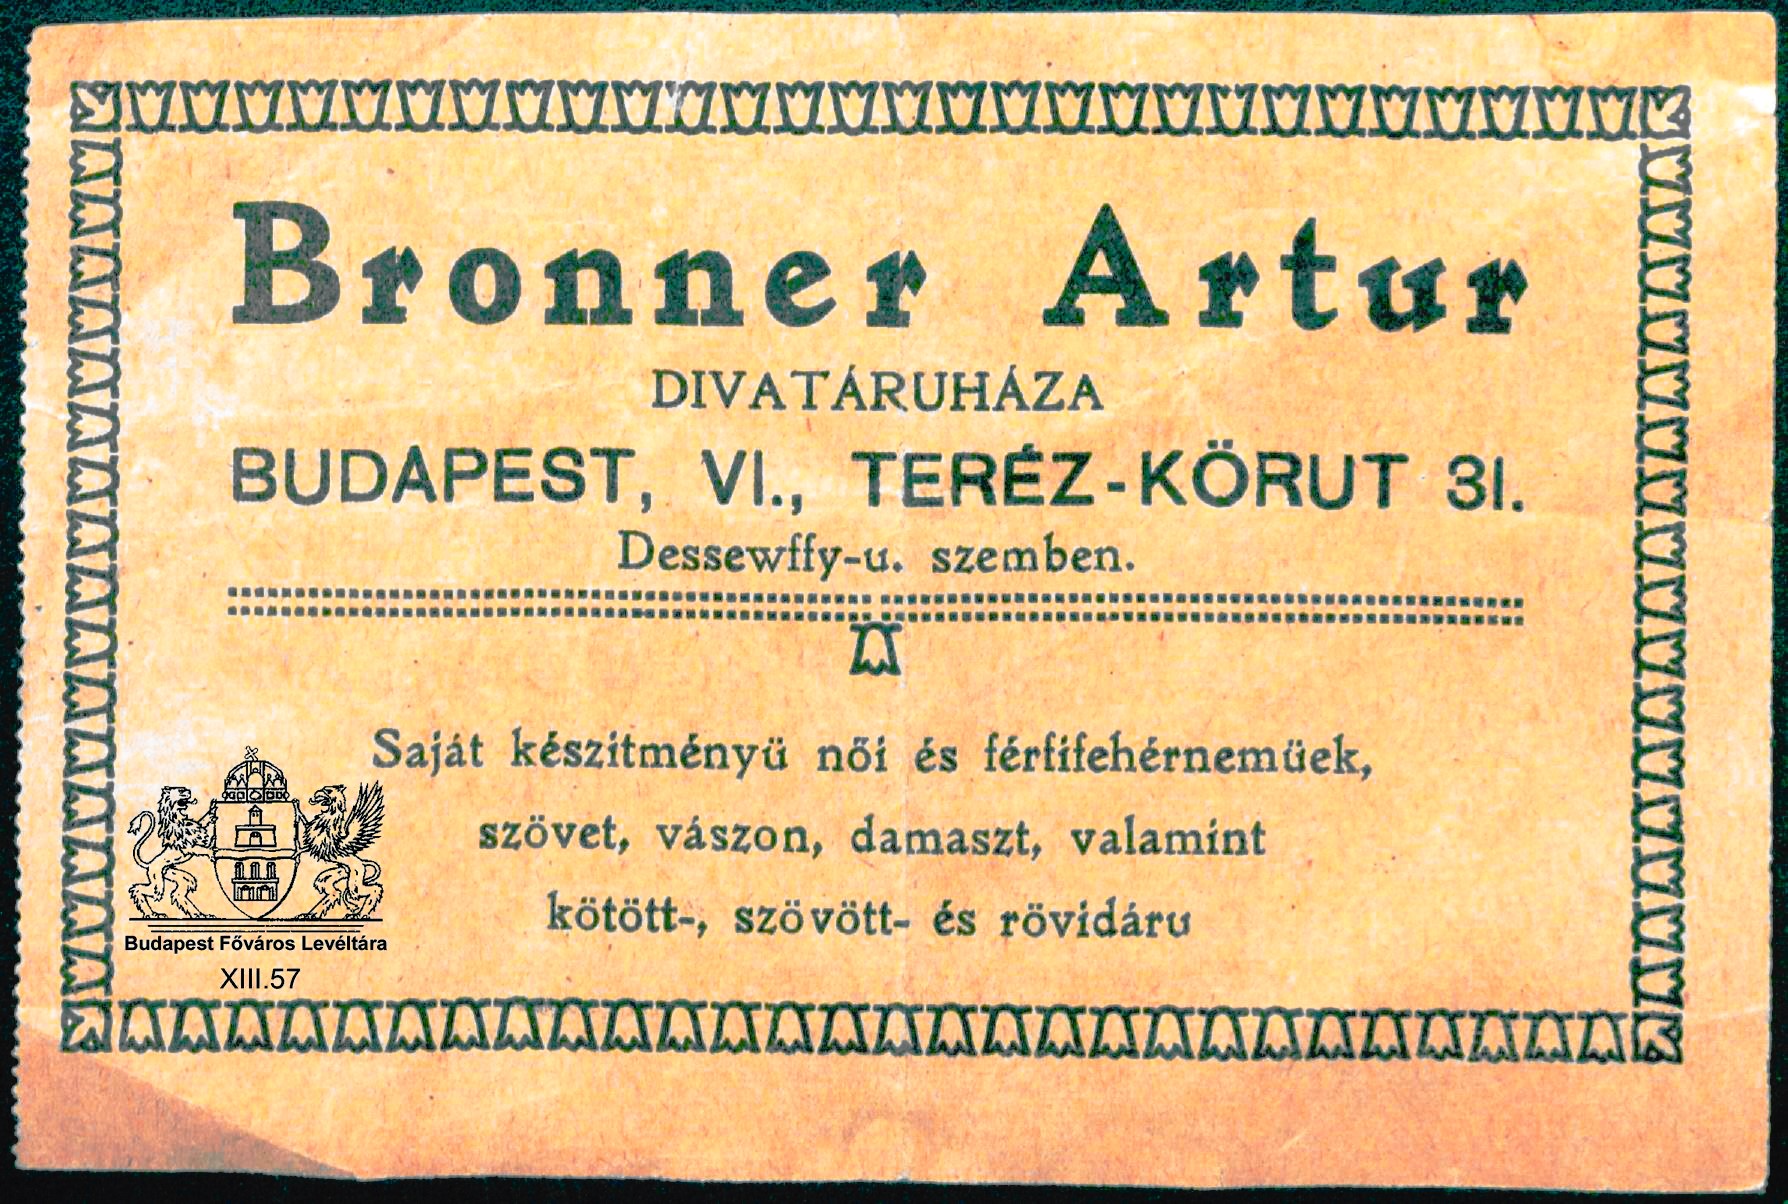 Bronner Artur
DIVATÁRUHÁZA
BUDAPEST, VI., TERÉZ-KÖRUT 31.
Dessewffy-u. szemben.
Saját készitményü női és férfifehérnemüek,
szövet, vászon, damaszt, valamint
kötött-, szövött- és rövidáru
Budapest Főváros Levéltára
XIII.57